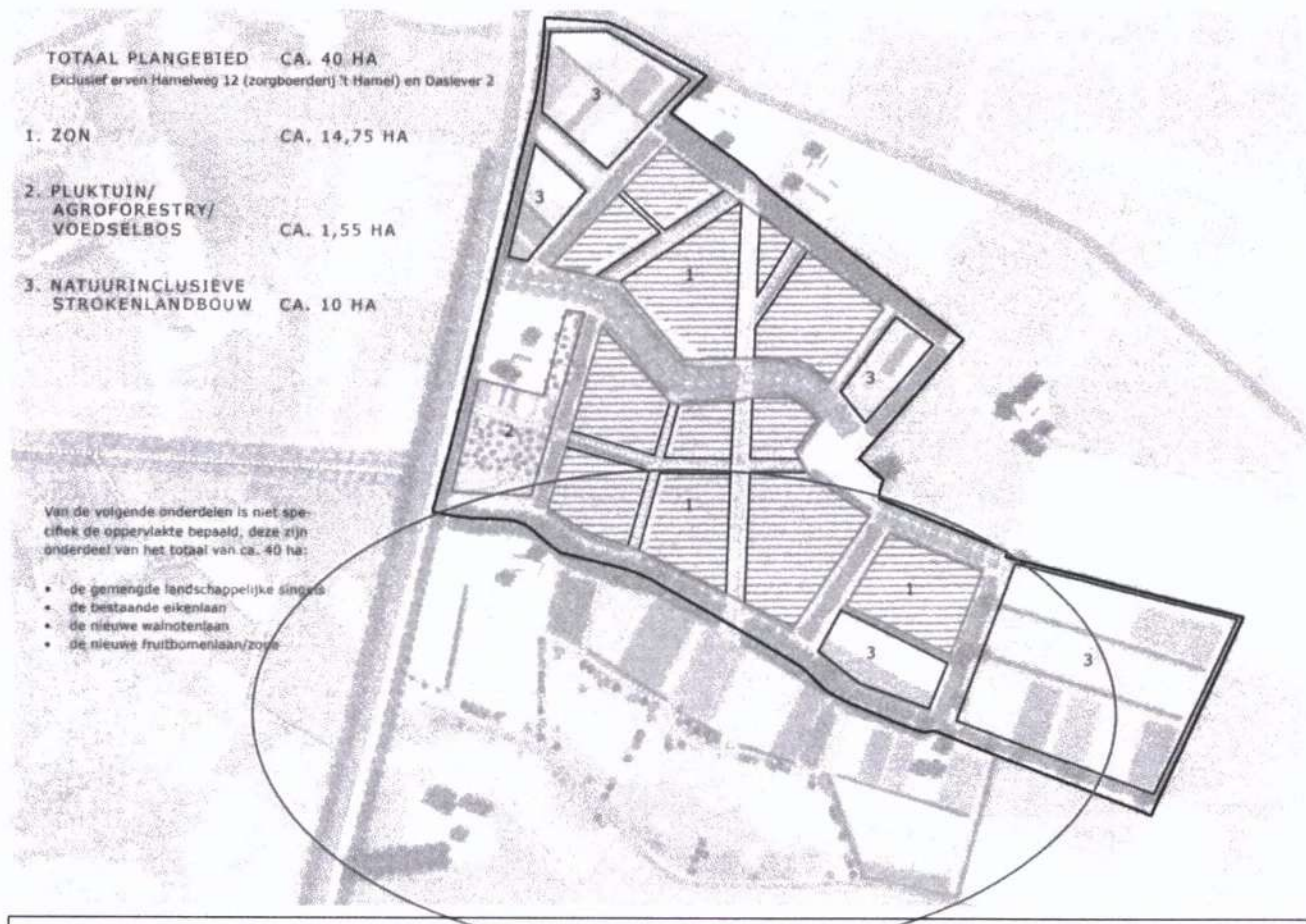 TOTAAL PLANGEBIED CA. 40 HA
Exclusief erven Hamelweg 12 (zorgboerderij 't Hamel) en Daslever 2
1. ZON CA. 14,75 HA
2. PLUKTUIN/
AGROFORESTRY/
VOEDSELBOS CA. 1,55 HA
3. NATUURINCLUSIEVE
STROKENLANDBOUW CA. 10 HA
Van de volgende onderdelen is niet spe-
cifiek de oppervlakte bepaald, deze zijn
onderdeel van het totaal van ca. 40 ha:
• de gemengde landschappelijke singels
• de bestaande eikenlaan
• de nieuwe walnotenlaan
• de nieuwe fruitbomenlaan/zone
3
3
1
3
2
1
1
3
3